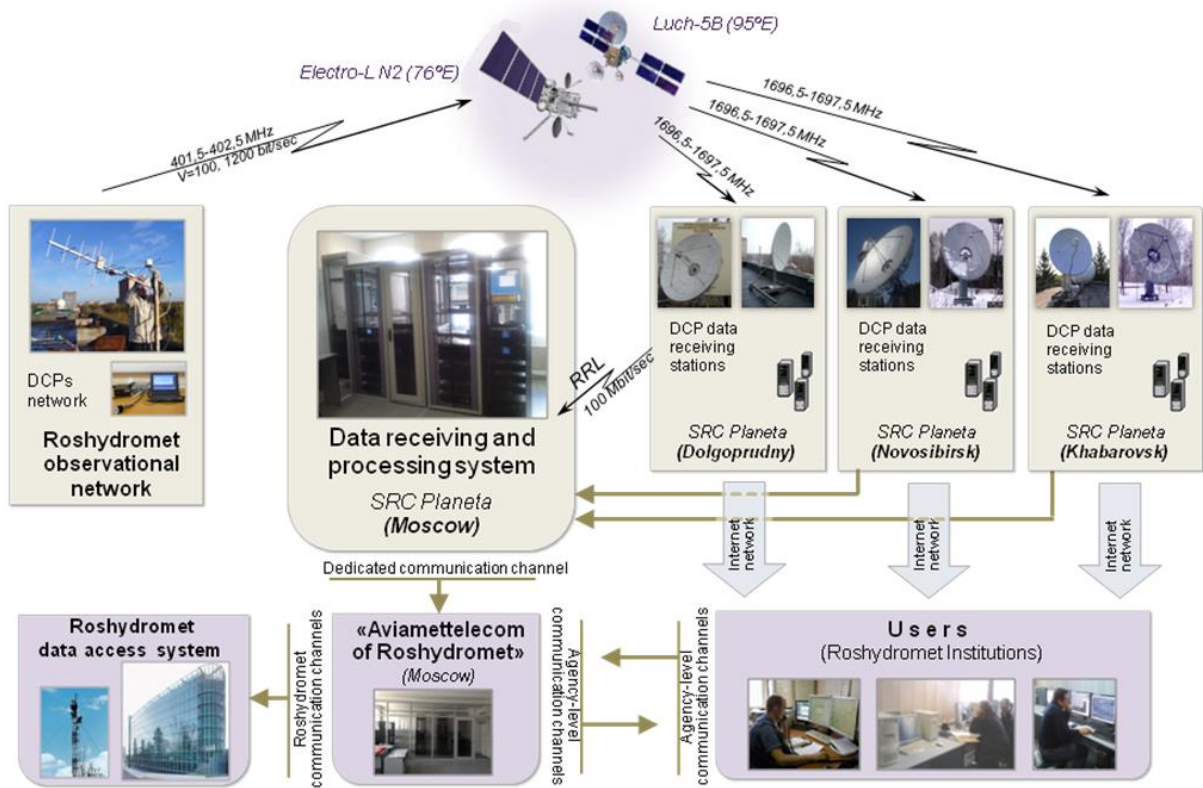 Luch-5B (95ºE)
Electro-L N2 (76ºE)
401,5-402,5 MHz
V=100, 1200 bit/sec
1696,5-1697,5 MHz
1696,5-1697,5 MHz
1696,5-1697,5 MHz
DCPs
network
Roshydromet
observational
network
Data receiving and
processing system
SRC Planeta
(Moscow)
RRL
100 Mbit/sec
DCP data
receiving
stations
SRC Planeta
(Dolgoprudny)
DCP data
receiving
stations
SRC Planeta
(Novosibirsk)
DCP data
receiving
stations
SRC Planeta
(Khabarovsk)
Internet
network
Internet
network
Internet
network
Dedicated communication channel
Roshydromet
data access system
Roshydromet
communication channels
«Aviamettelecom
of Roshydromet»
(Moscow)
Agency-level
communication channels
Agency-level
communication channels
Users
(Roshydromet Institutions)